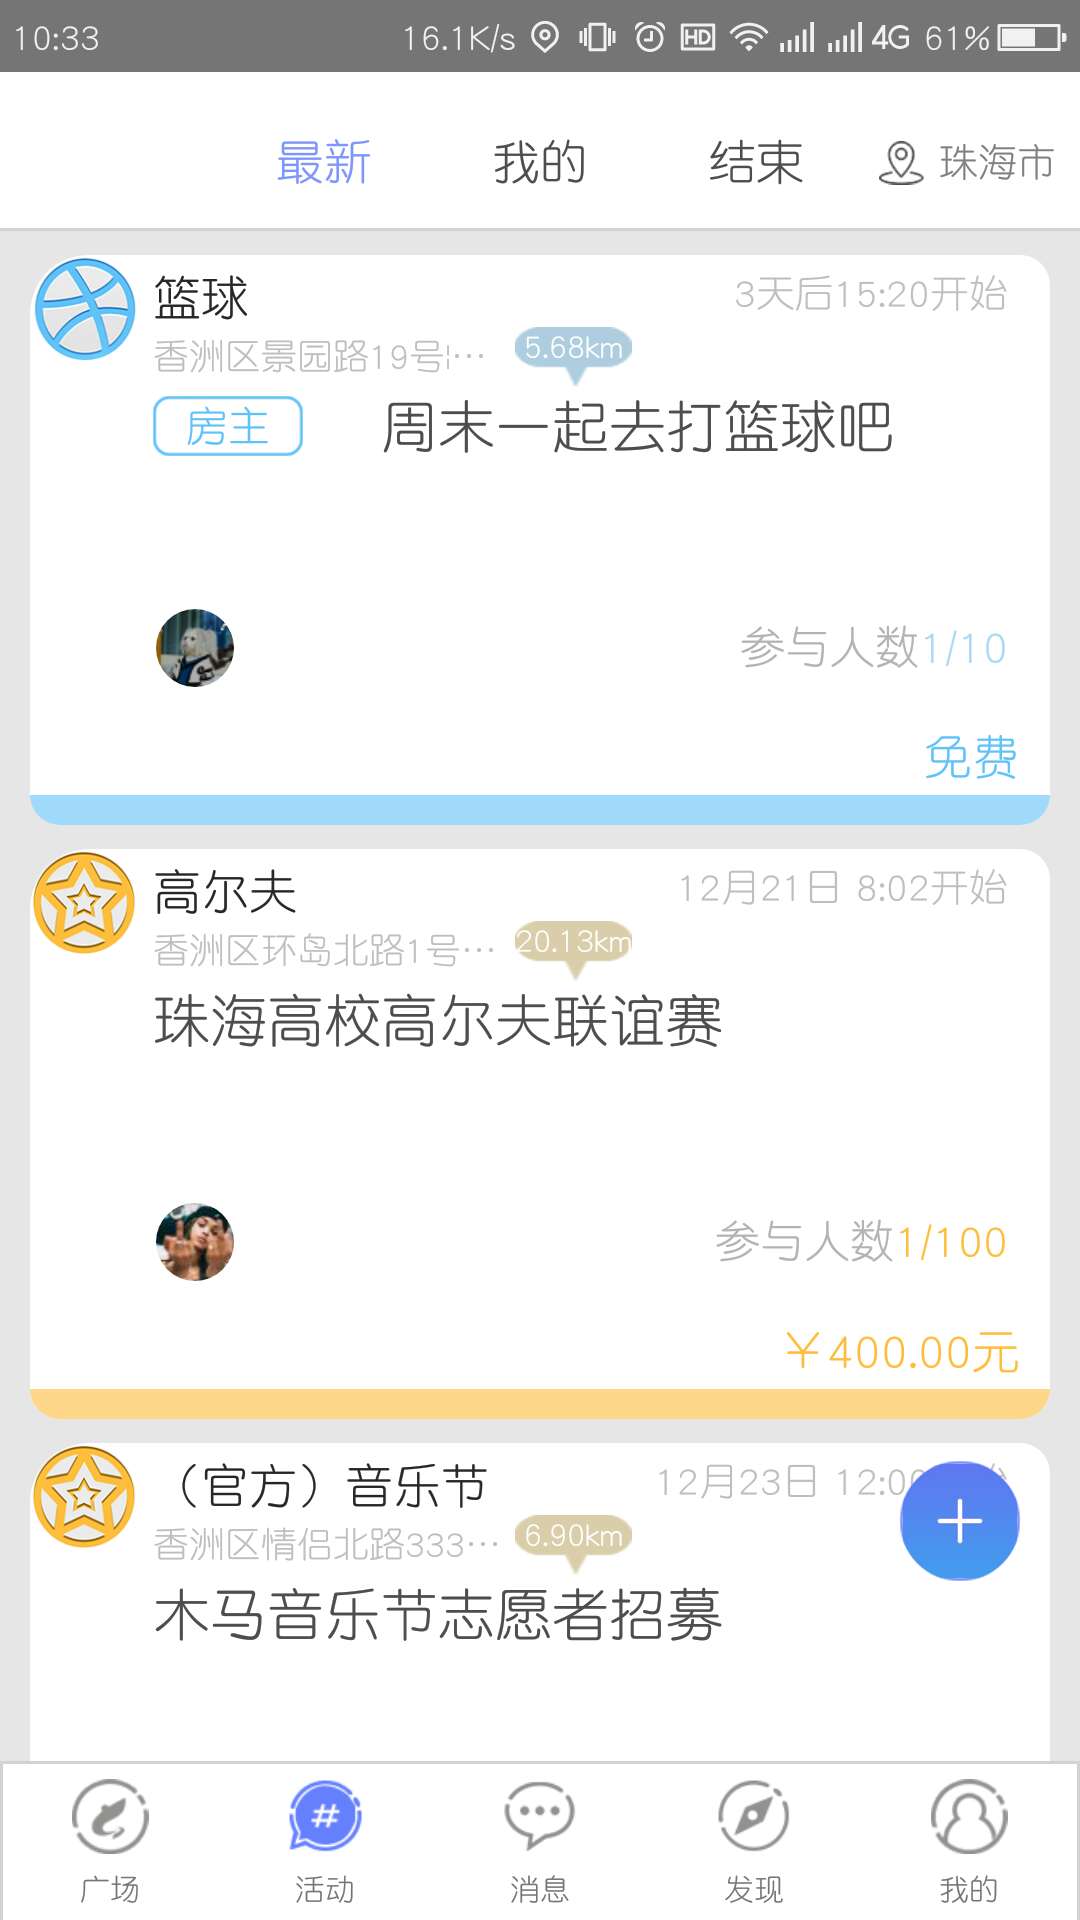 10:33 16.1K/s HD 4G 61%
最新 我的 结束 珠海市
篮球 3天后15:20开始
香洲区景园路19号… 5.68km
房主 周末一起去打篮球吧
参与人数1/10
免费
高尔夫 12月21日 8:02开始
香洲区环岛北路1号… 20.13km
珠海高校高尔夫联谊赛
参与人数1/100
￥400.00元
（官方）音乐节 12月23日 12:0
香洲区情侣北路333… 6.90km
木马音乐节志愿者招募
广场 活动 消息 发现 我的